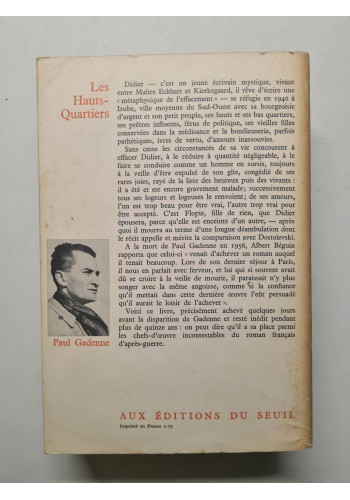 Les
Hauts-
Quartiers
Didier — c'est un jeune écrivain mystique, vivant
entre Maître Eckhart et Kierkegaard, il rêve d'écrire une
« métaphysique de l'effacement » — se réfugie en 1940 à
Irube, ville moyenne du Sud-Ouest avec sa bourgeoisie
d'argent et son petit peuple, ses hauts et ses bas quartiers,
ses prêtres influents, férus de politique, ses vieilles filles
conservées dans la médisance et la bondieuserie, parfois
pathétiques, ivres de vertu, d'amours inassouvies.
Sans cesse les circonstances de sa vie concourent à
effacer Didier, à le réduire à quantité négligeable, à le
faire se conduire comme un homme en sursis, toujours
à la veille d'être expulsé de son gîte, congédié de ses
rares joies, rayé de la liste des heureux puis des vivants :
il a été et est encore gravement malade; successivement
tous ses logeurs et logeuses le renvoient; de ses amours,
l'un est trop beau pour être vrai, l'autre trop vrai pour
être accepté. C'est Flopie, fille de rien, que Didier
épousera, parce qu'elle est enceinte d'un autre, — après
quoi il mourra au terme d'une longue déambulation dont
le récit appelle et mérite la comparaison avec Dostoïevski.
A la mort de Paul Gadenne en 1956, Albert Béguin
rapporta que celui-ci « venait d'achever un roman auquel
il tenait beaucoup. Lors de son dernier séjour à Paris,
il nous en parlait avec ferveur, et lui qui si souvent avait
dû se croire à la veille de mourir, il paraissait n'y plus
songer avec la même angoisse, comme si la confiance
qu'il mettait dans cette dernière œuvre l'eût persuadé
qu'il aurait le loisir de l'achever ».
Voici ce livre, précisément achevé quelques jours
avant la disparition de Gadenne et resté inédit pendant
plus de quinze ans : on peut dire qu'il a sa place parmi
les chefs-d'œuvre incontestables du roman français
d'après-guerre.
Paul Gadenne
AUX ÉDITIONS DU SEUIL
Imprimé en France 1-73